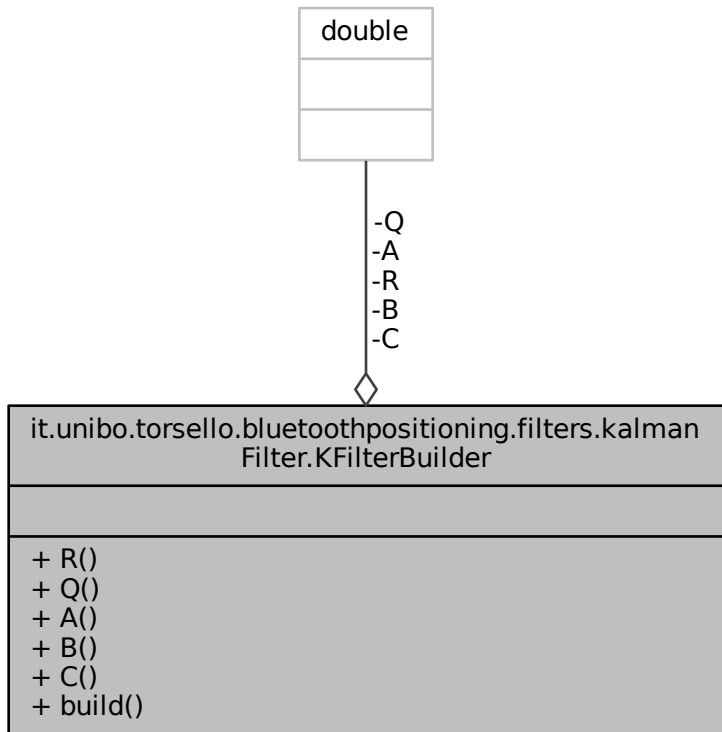 double
-Q
-A
-R
-B
-C
it.unibo.torsello.bluetoothpositioning.filters.kalman
Filter.KFilterBuilder
+ R()
+ Q()
+ A()
+ B()
+ C()
+ build()